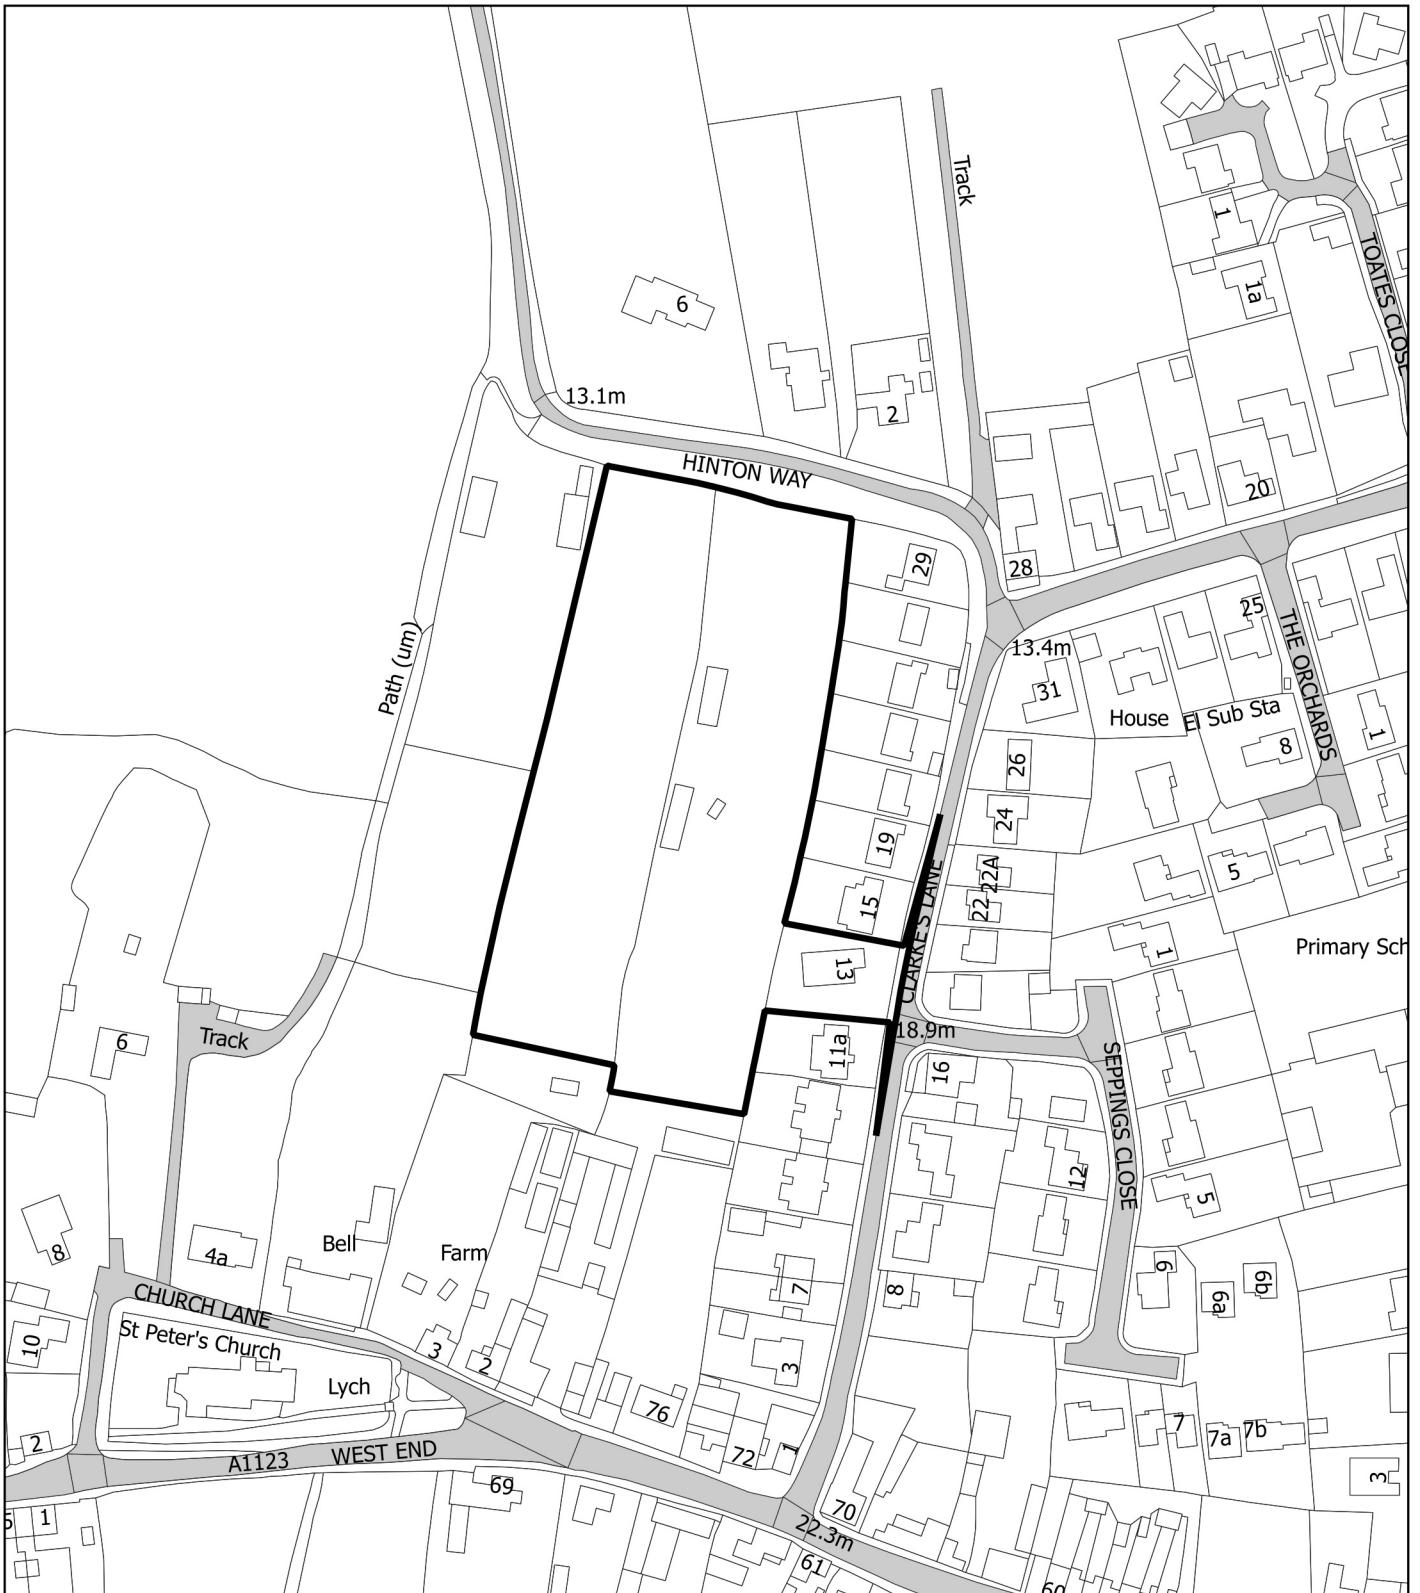 Track
1
TOATES CLOSE
1a
6
13.1m
2
HINTON WAY
20
29
28
25
THE ORCHARDS
13.4m
31
Path (um)
House
El Sub Sta
8
1
26
24
19
22A
5
15
22
CLARKE'S LANE
1
Primary Sch
13
18.9m
Track
6
11a
16
SEPPINGS CLOSE
12
5
8
4a
Bell
Farm
7
8
6
6a
6b
CHURCH LANE
St Peter's Church
10
3
2
3
Lych
76
72
1
7
7a
7b
2
A1123
WEST END
69
3
70
5
1
22.3m
61
60